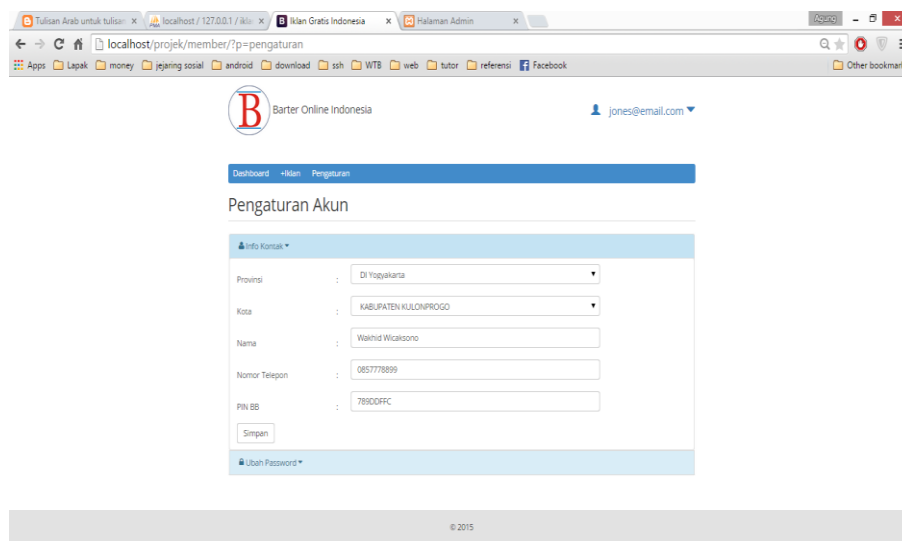 Tulisan Arab untuk tulisan
localhost / 127.0.0.1 / ikla
Iklan Gratis Indonesia
Halaman Admin
Agung
localhost/projek/member/?p=pengaturan
Apps Lapak money jejaring sosial android download ssh WTB web tutor referensi Facebook Other bookmar
B Barter Online Indonesia
jones@email.com
Dashboard +Iklan Pengaturan
Pengaturan Akun
Info Kontak
Provinsi : DI Yogyakarta
Kota : KABUPATEN KULONPROGO
Nama : Wakhid Wicaksono
Nomor Telepon : 0857778899
PIN BB : 789DDFFC
Simpan
Ubah Password
© 2015